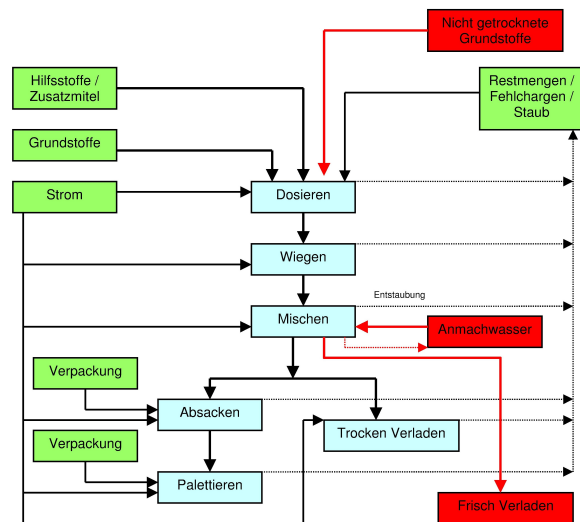 Nicht getrocknete
Grundstoffe
Hilfsstoffe /
Zusatzmitel
Restmengen /
Fehlchargen /
Staub
Grundstoffe
Strom
Dosieren
Wiegen
Entstaubung
Mischen
Anmachwasser
Verpackung
Absacken
Trocken Verladen
Verpackung
Palettieren
Frisch Verladen